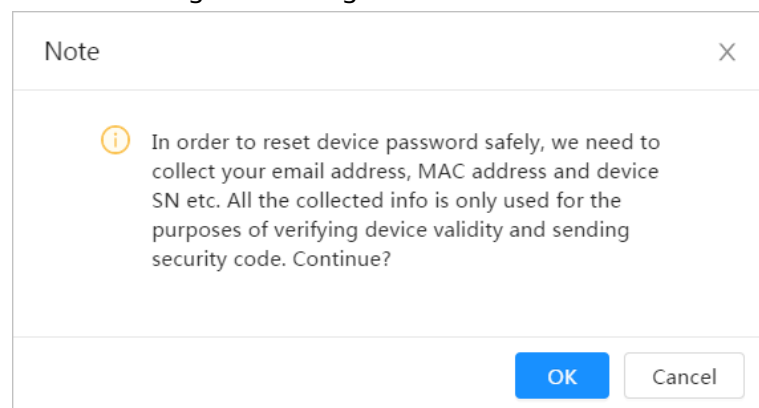 Note
In order to reset device password safely, we need to
collect your email address, MAC address and device
SN etc. All the collected info is only used for the
purposes of verifying device validity and sending
security code. Continue?
OK
Cancel